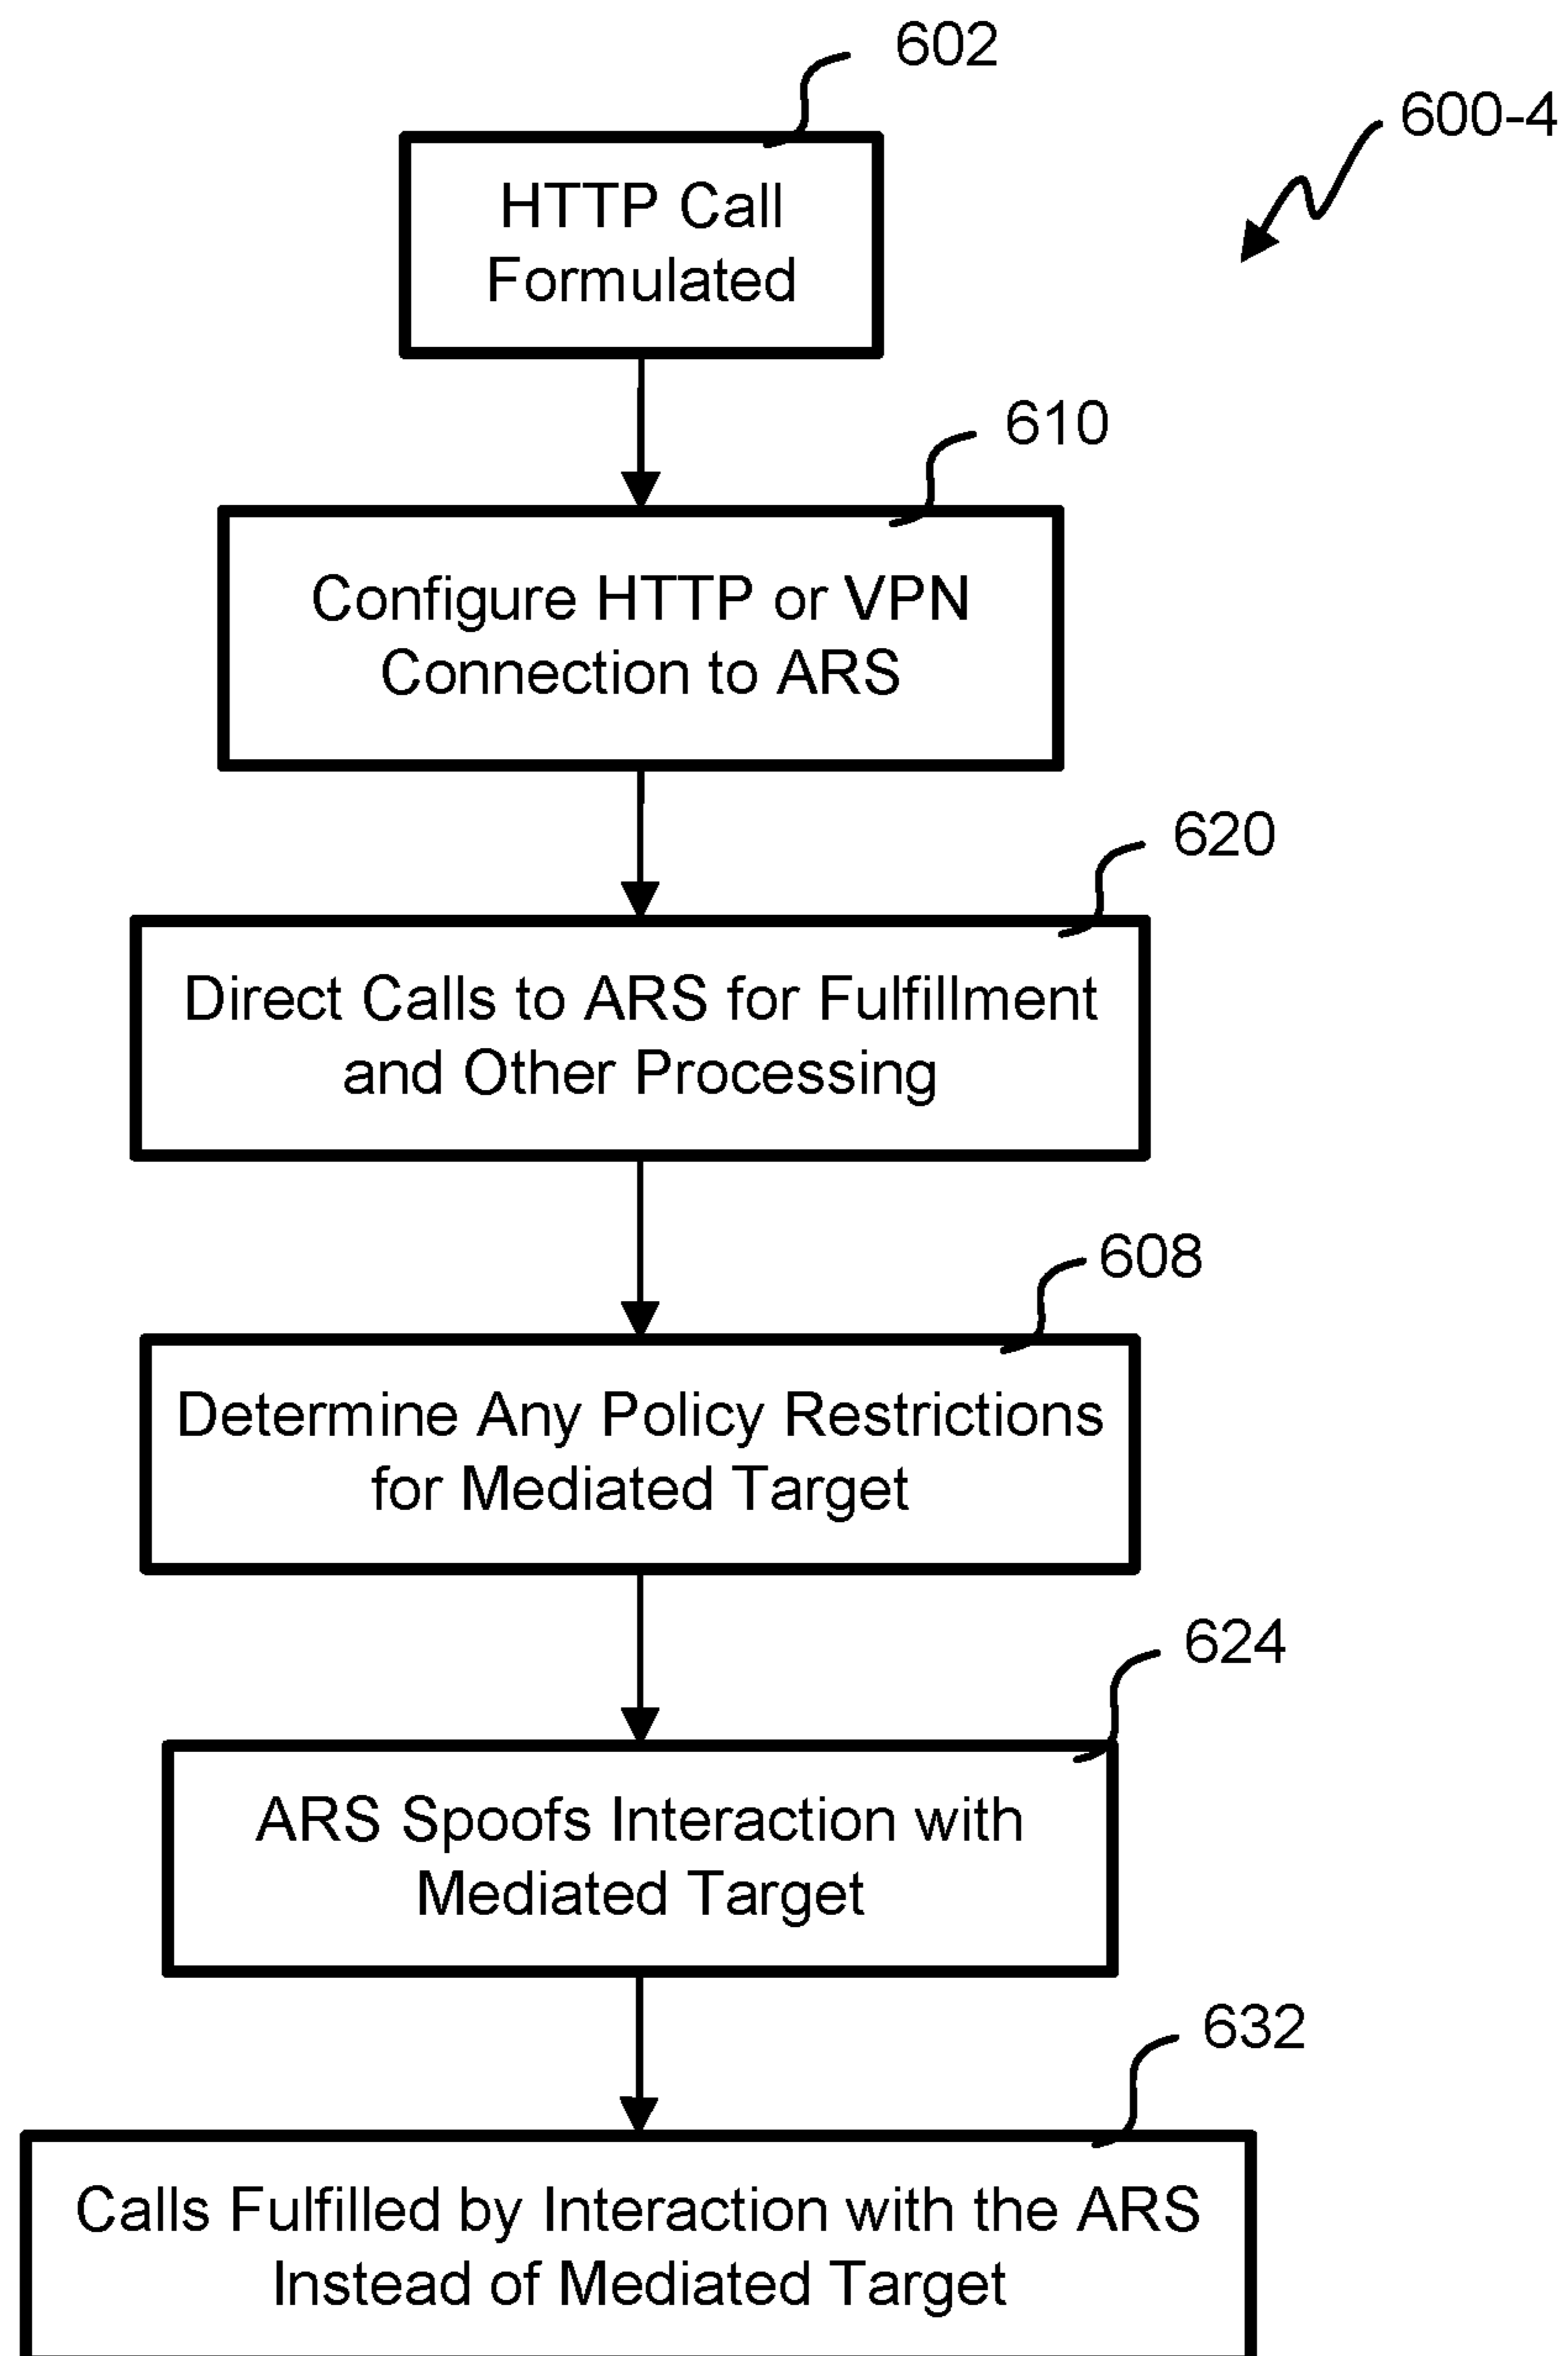 602
600-4
HTTP Call
Formulated
610
Configure HTTP or VPN
Connection to ARS
620
Direct Calls to ARS for Fulfillment
and Other Processing
608
Determine Any Policy Restrictions
for Mediated Target
624
ARS Spoofs Interaction with
Mediated Target
632
Calls Fulfilled by Interaction with the ARS
Instead of Mediated Target